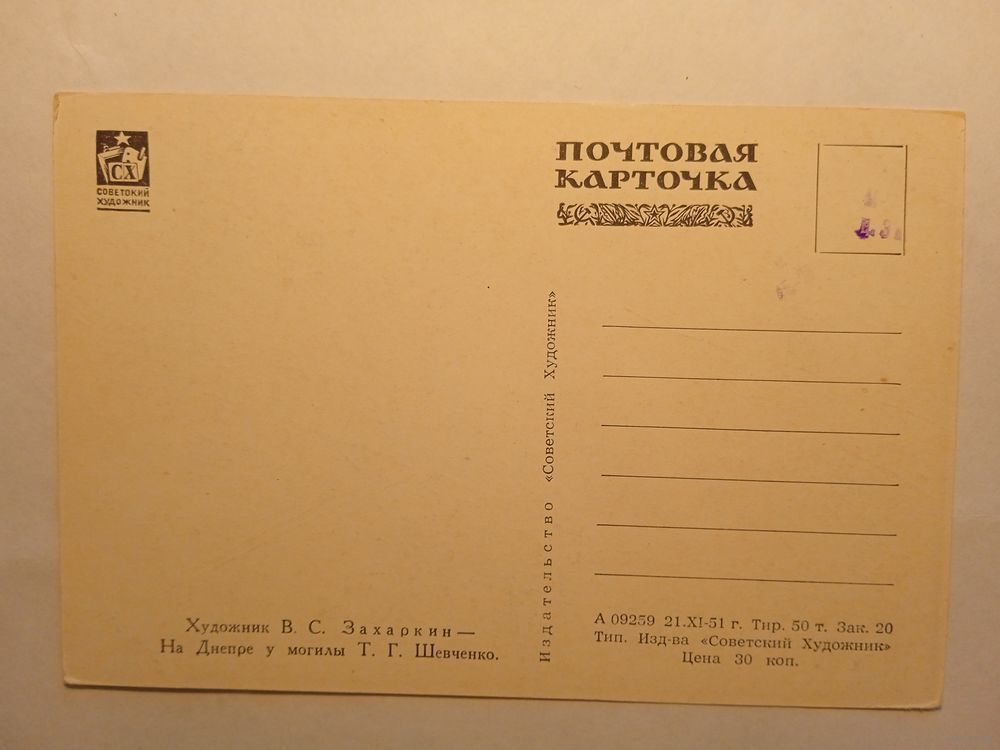 СХ
СОВЕТСКИЙ
ХУДОЖНИК
ПОЧТОВАЯ
КАРТОЧКА
Издательство «Советский Художник»
Художник В. С. Захаркин —
На Днепре у могилы Т. Г. Шевченко.
А 09259 21.XI-51 г. Тир. 50 т. Зак. 20
Тип. Изд-ва «Советский Художник»
Цена 30 коп.